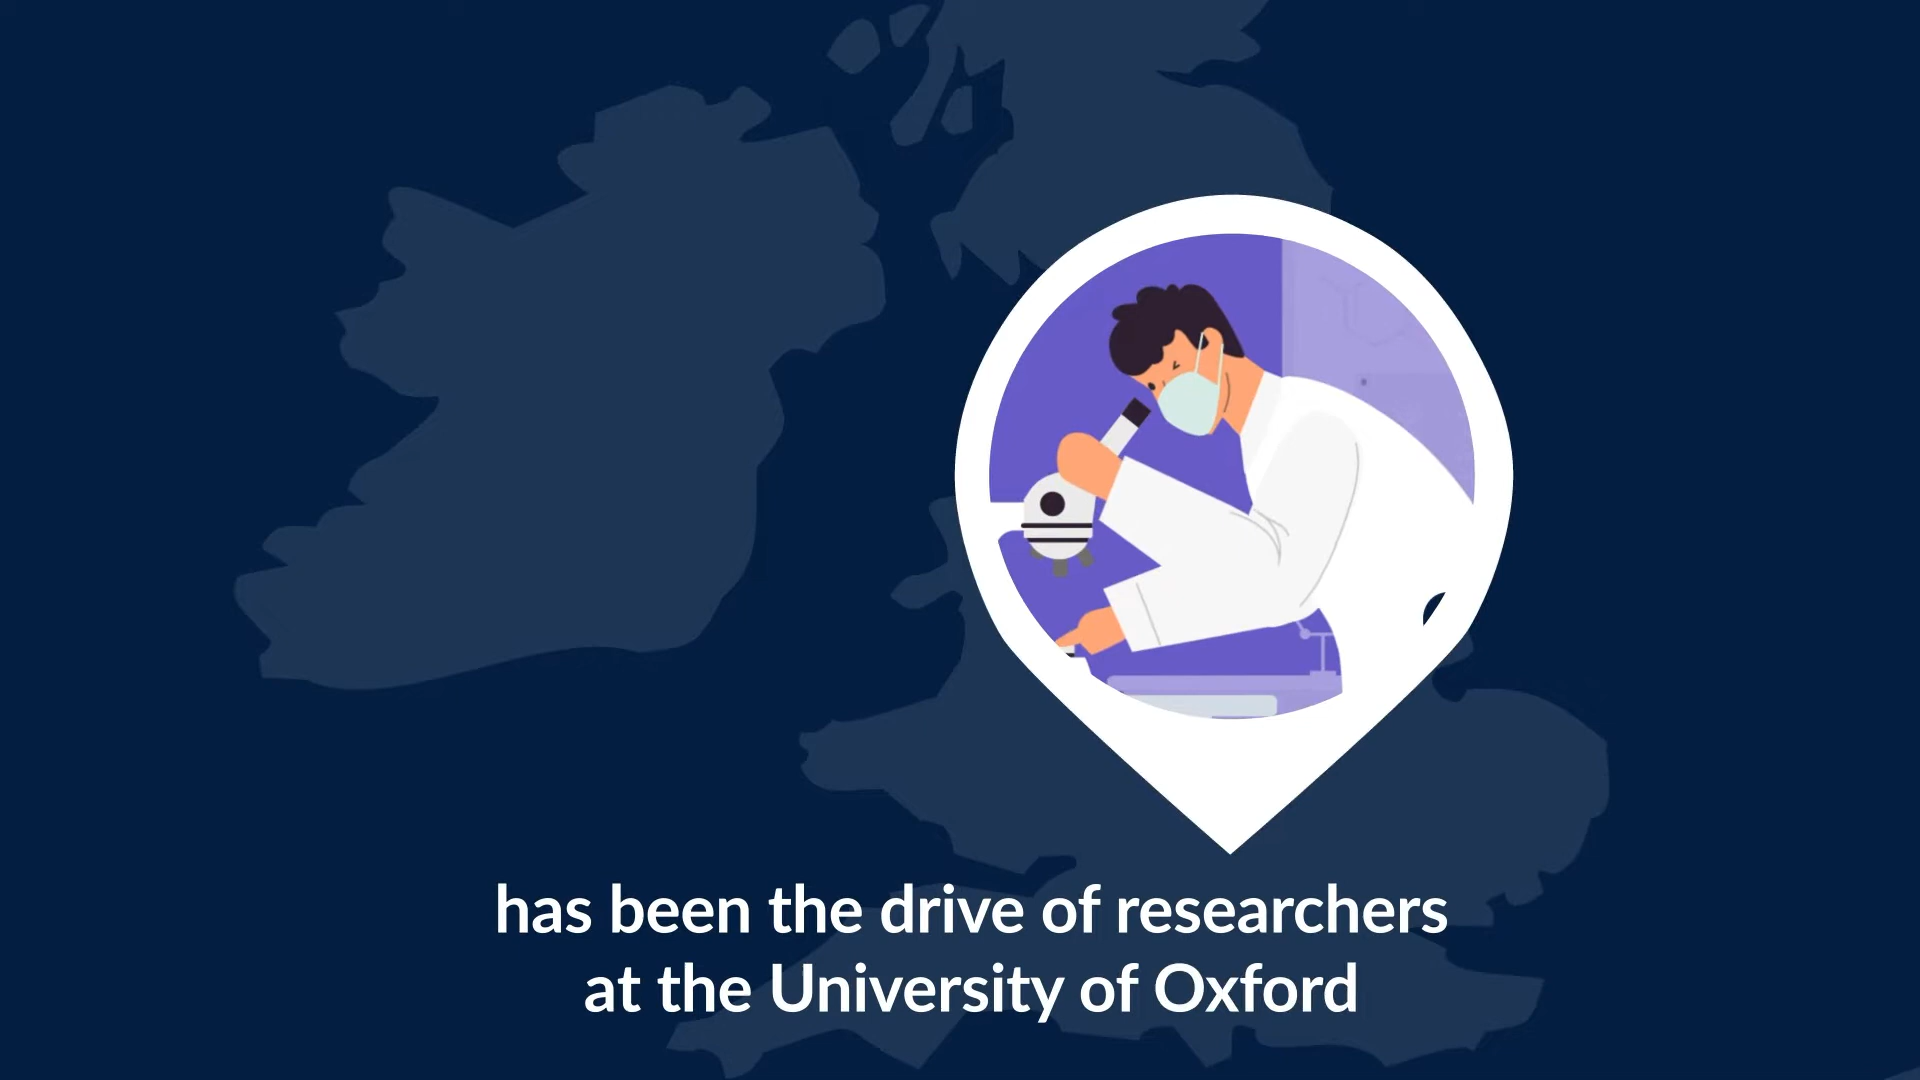 has been the drive of researchers
at the University of Oxford